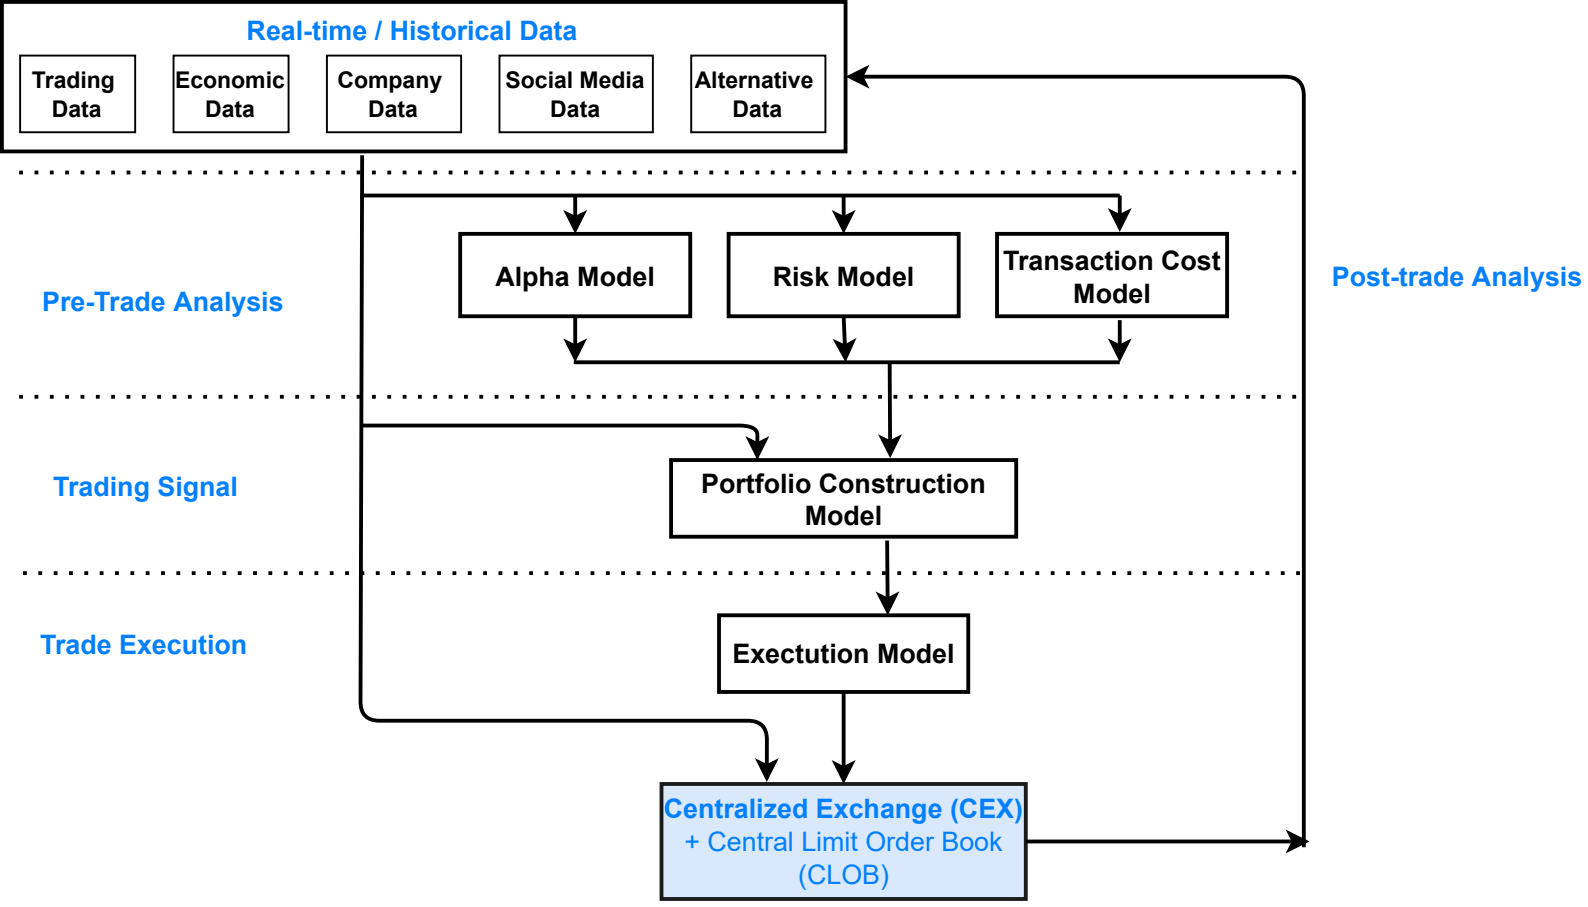 Real-time / Historical Data
Trading
Data
Economic
Data
Company
Data
Social Media
Data
Alternative
Data
Pre-Trade Analysis
Alpha Model
Risk Model
Transaction Cost
Model
Post-trade Analysis
Trading Signal
Portfolio Construction
Model
Trade Execution
Exectution Model
Centralized Exchange (CEX)
+ Central Limit Order Book
(CLOB)